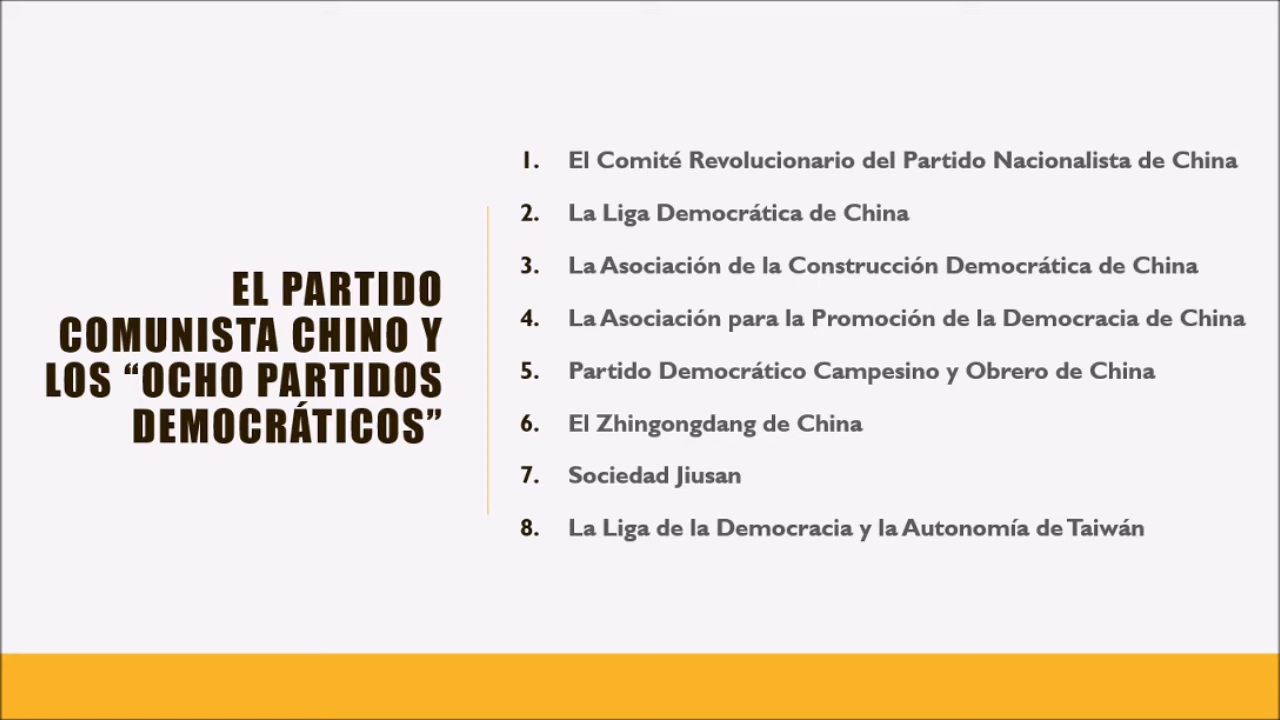 EL PARTIDO
COMUNISTA CHINO Y
LOS “OCHO PARTIDOS
DEMOCRÁTICOS”
1. El Comité Revolucionario del Partido Nacionalista de China
2. La Liga Democrática de China
3. La Asociación de la Construcción Democrática de China
4. La Asociación para la Promoción de la Democracia de China
5. Partido Democrático Campesino y Obrero de China
6. El Zhingongdang de China
7. Sociedad Jiusan
8. La Liga de la Democracia y la Autonomía de Taiwán